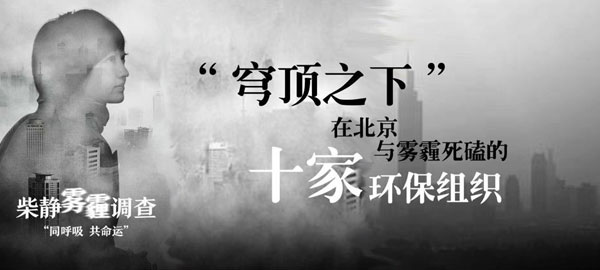 “穹顶之下”
在北京
与雾霾死磕的
十家环保组织
柴静雾霾调查
“同呼吸 共命运”